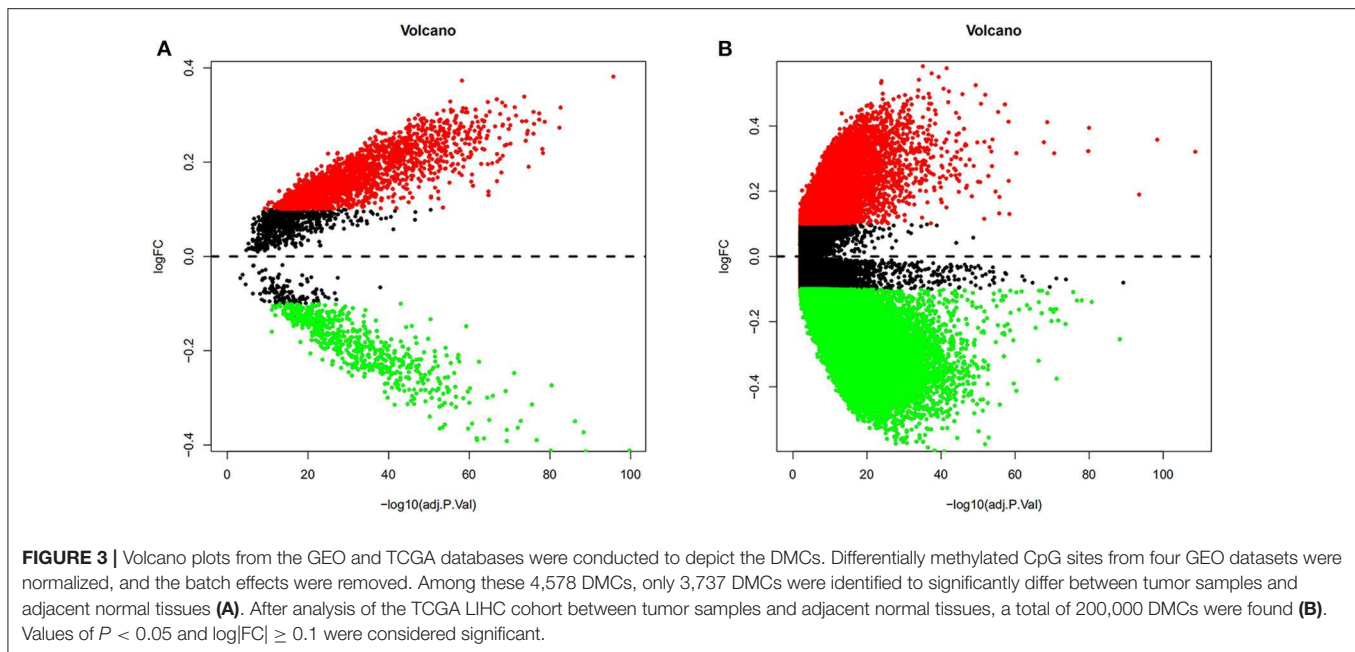 A
Volcano
0.4
0.2
0.0
−0.2
−0.4
logFC
0
20
40
60
80
100
−log10(adj.P.Val)
B
Volcano
0.4
0.2
0.0
−0.2
−0.4
logFC
0
20
40
60
80
100
−log10(adj.P.Val)
FIGURE 3 | Volcano plots from the GEO and TCGA databases were conducted to depict the DMCs. Differentially methylated CpG sites from four GEO datasets were
normalized, and the batch effects were removed. Among these 4,578 DMCs, only 3,737 DMCs were identified to significantly differ between tumor samples and
adjacent normal tissues (A). After analysis of the TCGA LIHC cohort between tumor samples and adjacent normal tissues, a total of 200,000 DMCs were found (B).
Values of P < 0.05 and log|FC| ≥ 0.1 were considered significant.